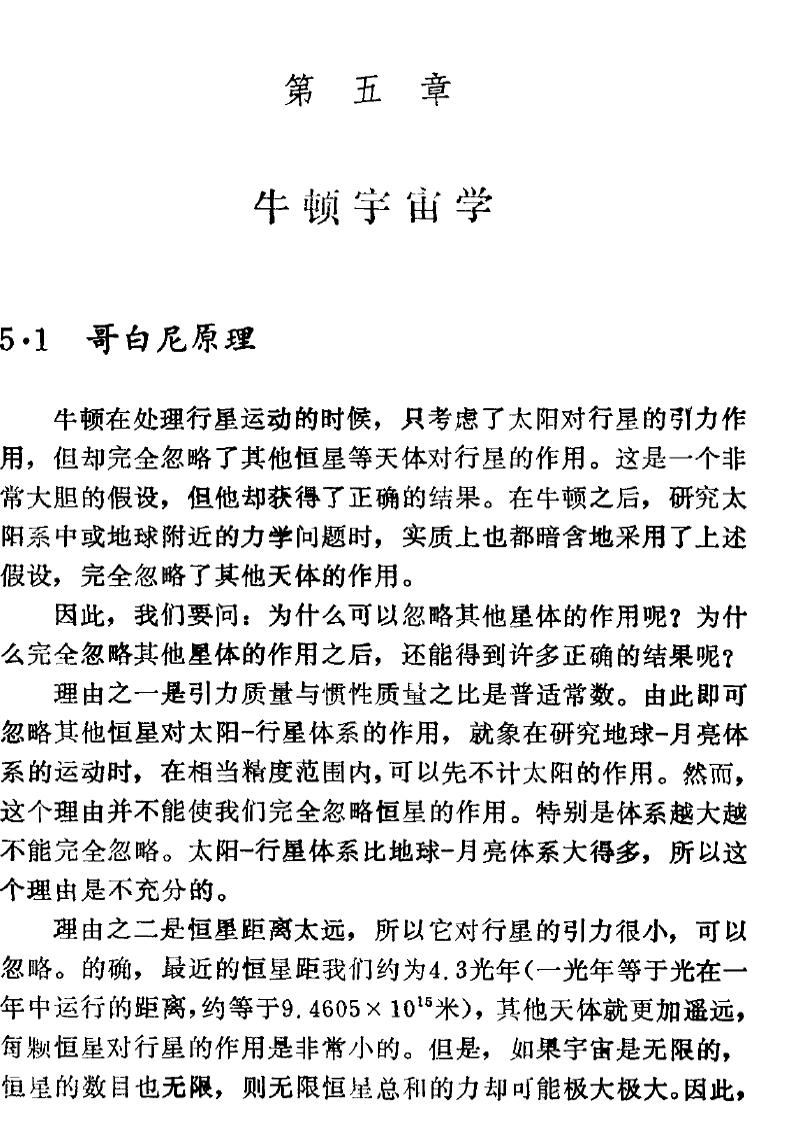 第五章
牛顿宇宙学
5·1 哥白尼原理
牛顿在处理行星运动的时候，只考虑了太阳对行星的引力作
用，但却完全忽略了其他恒星等天体对行星的作用。这是一个非
常大胆的假设，但他却获得了正确的结果。在牛顿之后，研究太
阳系中或地球附近的力学问题时，实质上也都暗含地采用了上述
假设，完全忽略了其他天体的作用。
因此，我们要问：为什么可以忽略其他星体的作用呢？为什
么完全忽略其他星体的作用之后，还能得到许多正确的结果呢？
理由之一是引力质量与惯性质量之比是普适常数。由此即可
忽略其他恒星对太阳-行星体系的作用，就象在研究地球-月亮体
系的运动时，在相当精度范围内，可以先不计太阳的作用。然而，
这个理由并不能使我们完全忽略恒星的作用。特别是体系越大越
不能完全忽略。太阳-行星体系比地球-月亮体系大得多，所以这
个理由是不充分的。
理由之二是恒星距离太远，所以它对行星的引力很小，可以
忽略。的确，最近的恒星距我们约为4.3光年（一光年等于光在一
年中运行的距离，约等于9.4605×10¹⁵米），其他天体就更加遥远，
每颗恒星对行星的作用是非常小的。但是，如果宇宙是无限的，
恒星的数目也无限，则无限恒星总和的力却可能极大极大。因此，